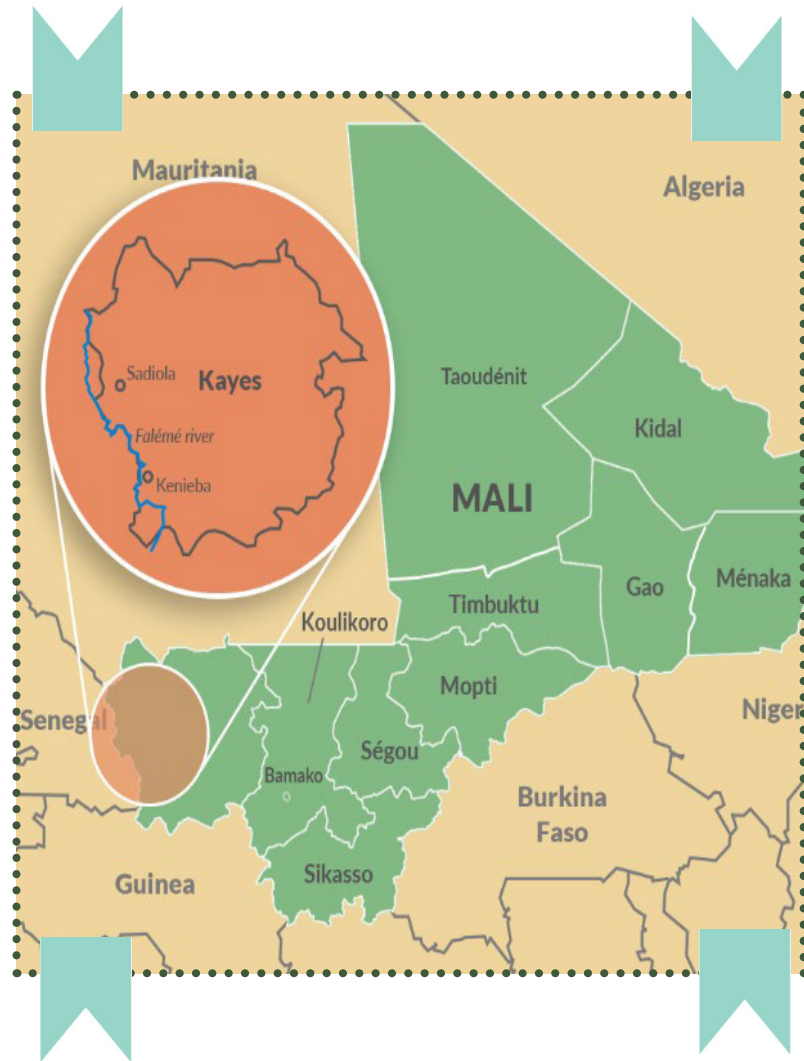 Mauritania
Algeria
Sadiola
Kayes
Taoudénit
Falémé river
Kidal
Kenieba
MALI
Gao
Ménaka
Timbuktu
Koulikoro
Mopti
Senegal
Niger
Ségou
Bamako
Burkina
Faso
Sikasso
Guinea